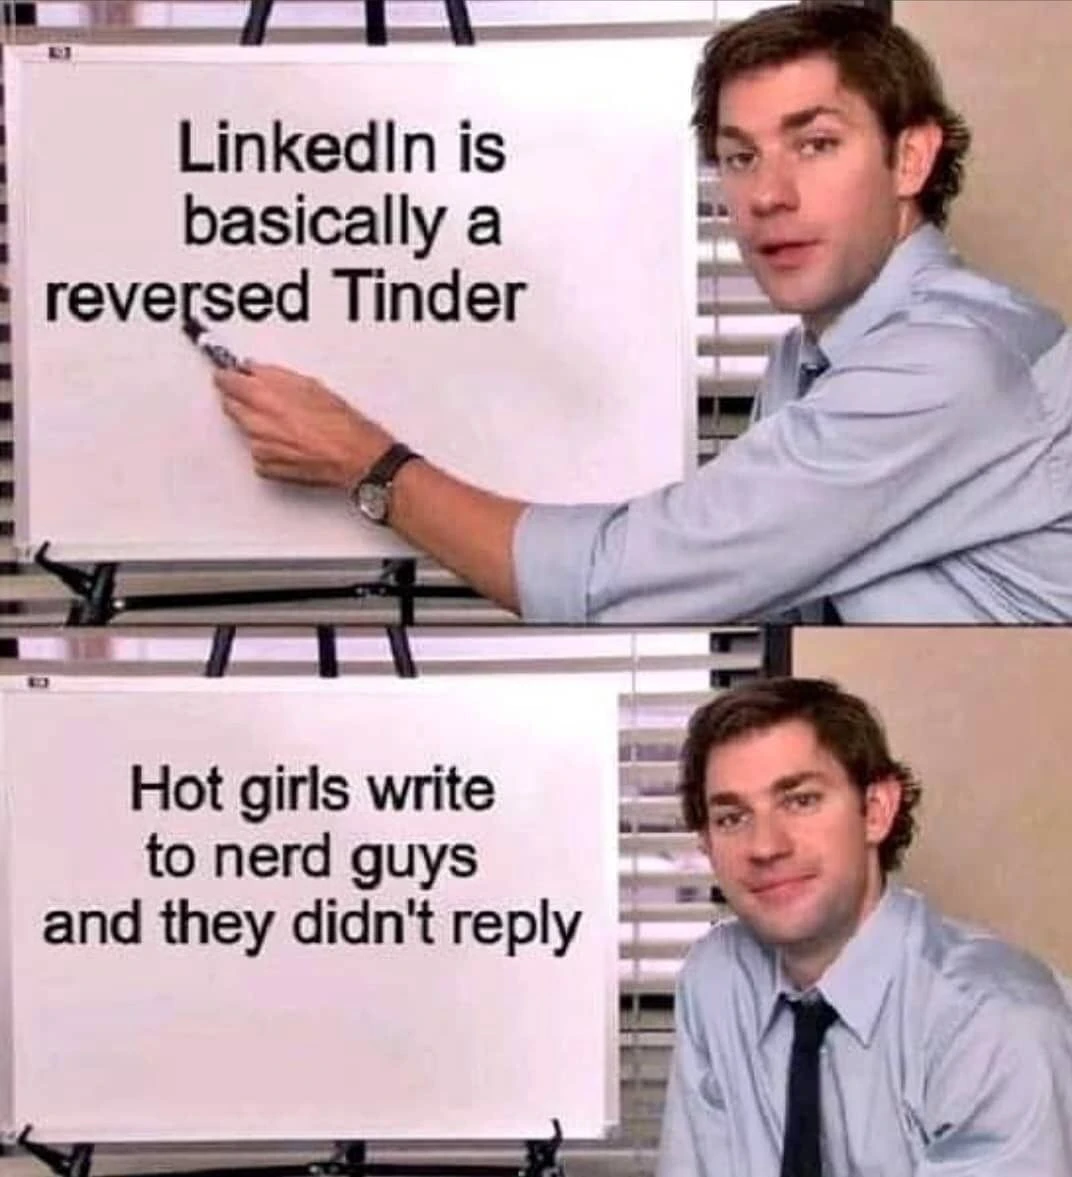 LinkedIn is
basically a
reversed Tinder
Hot girls write
to nerd guys
and they didn't reply